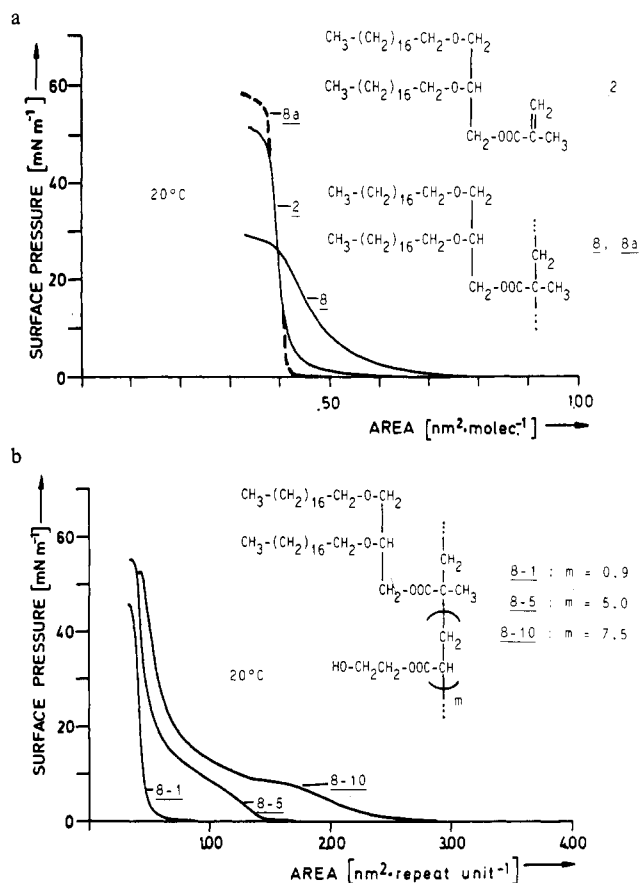 a
SURFACE PRESSURE [mN m⁻¹]
60
40
20
0
20°C
8a
2
8
CH₃-(CH₂)₁₆-CH₂-O-CH₂
CH₃-(CH₂)₁₆-CH₂-O-CH
CH₂
CH₂-OOC-C-CH₃
2
CH₃-(CH₂)₁₆-CH₂-O-CH₂
CH₃-(CH₂)₁₆-CH₂-O-CH
CH₂
CH₂-OOC-C-CH₃
8, 8a
.50
1.00
AREA [nm²·molec.⁻¹]
b
SURFACE PRESSURE [mN m⁻¹]
60
40
20
0
20°C
CH₃-(CH₂)₁₆-CH₂-O-CH₂
CH₃-(CH₂)₁₆-CH₂-O-CH
CH₂
CH₂-OOC-C-CH₃
CH₂
HO-CH₂CH₂-OOC-CH
m
8-1 : m = 0.9
8-5 : m = 5.0
8-10 : m = 7.5
8-1
8-5
8-10
1.00
2.00
3.00
4.00
AREA [nm²·repeat unit⁻¹]